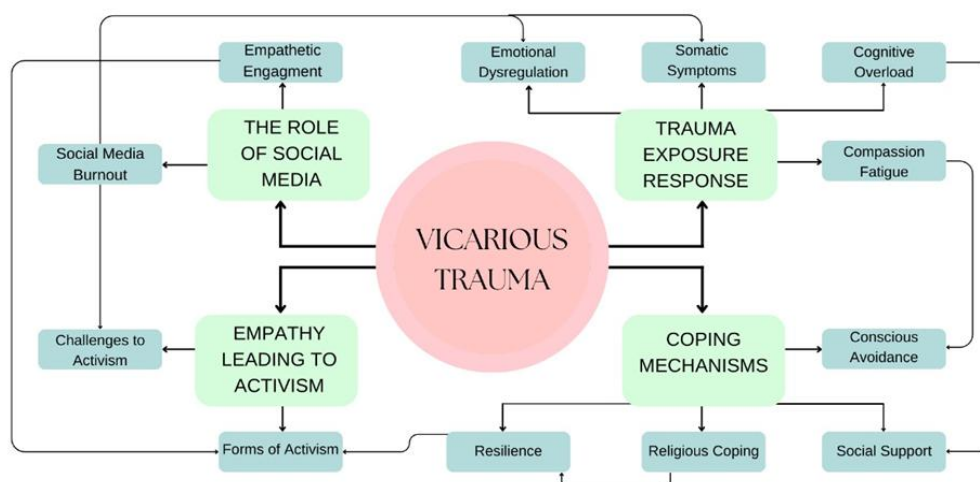 Empathetic
Engagment
Emotional
Dysregulation
Somatic
Symptoms
Cognitive
Overload
THE ROLE
OF SOCIAL
MEDIA
TRAUMA
EXPOSURE
RESPONSE
Social Media
Burnout
Compassion
Fatigue
VICARIOUS
TRAUMA
Challenges to
Activism
EMPATHY
LEADING TO
ACTIVISM
COPING
MECHANISMS
Conscious
Avoidance
Forms of Activism
Resilience
Religious Coping
Social Support